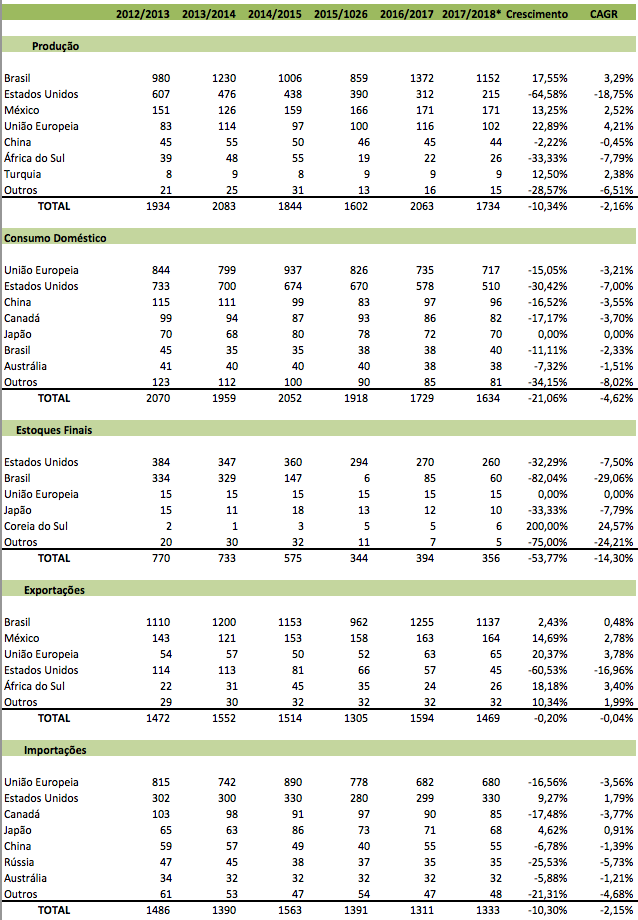 2012/2013 2013/2014 2014/2015 2015/1026 2016/2017 2017/2018* Crescimento CAGR
Produção
Brasil 980 1230 1006 859 1372 1152 17,55% 3,29%
Estados Unidos 607 476 438 390 312 215 -64,58% -18,75%
México 151 126 159 166 171 171 13,25% 2,52%
União Europeia 83 114 97 100 116 102 22,89% 4,21%
China 45 55 50 46 45 44 -2,22% -0,45%
África do Sul 39 48 55 19 22 26 -33,33% -7,79%
Turquia 8 9 8 9 9 9 12,50% 2,38%
Outros 21 25 31 13 16 15 -28,57% -6,51%
TOTAL 1934 2083 1844 1602 2063 1734 -10,34% -2,16%
Consumo Doméstico
União Europeia 844 799 937 826 735 717 -15,05% -3,21%
Estados Unidos 733 700 674 670 578 510 -30,42% -7,00%
China 115 111 99 83 97 96 -16,52% -3,55%
Canadá 99 94 87 93 86 82 -17,17% -3,70%
Japão 70 68 80 78 72 70 0,00% 0,00%
Brasil 45 35 35 38 38 40 -11,11% -2,33%
Austrália 41 40 40 40 38 38 -7,32% -1,51%
Outros 123 112 100 90 85 81 -34,15% -8,02%
TOTAL 2070 1959 2052 1918 1729 1634 -21,06% -4,62%
Estoques Finais
Estados Unidos 384 347 360 294 270 260 -32,29% -7,50%
Brasil 334 329 147 6 85 60 -82,04% -29,06%
União Europeia 15 15 15 15 15 15 0,00% 0,00%
Japão 15 11 18 13 12 10 -33,33% -7,79%
Coreia do Sul 2 1 3 5 5 6 200,00% 24,57%
Outros 20 30 32 11 7 5 -75,00% -24,21%
TOTAL 770 733 575 344 394 356 -53,77% -14,30%
Exportações
Brasil 1110 1200 1153 962 1255 1137 2,43% 0,48%
México 143 121 153 158 163 164 14,69% 2,78%
União Europeia 54 57 50 52 63 65 20,37% 3,78%
Estados Unidos 114 113 81 66 57 45 -60,53% -16,96%
África do Sul 22 31 45 35 24 26 18,18% 3,40%
Outros 29 30 32 32 32 32 10,34% 1,99%
TOTAL 1472 1552 1514 1305 1594 1469 -0,20% -0,04%
Importações
União Europeia 815 742 890 778 682 680 -16,56% -3,56%
Estados Unidos 302 300 330 280 299 330 9,27% 1,79%
Canadá 103 98 91 97 90 85 -17,48% -3,77%
Japão 65 63 86 73 71 68 4,62% 0,91%
China 59 57 49 40 55 55 -6,78% -1,39%
Rússia 47 45 38 37 35 35 -25,53% -5,73%
Austrália 34 32 32 32 32 32 -5,88% -1,21%
Outros 61 53 47 54 47 48 -21,31% -4,68%
TOTAL 1486 1390 1563 1391 1311 1333 -10,30% -2,15%